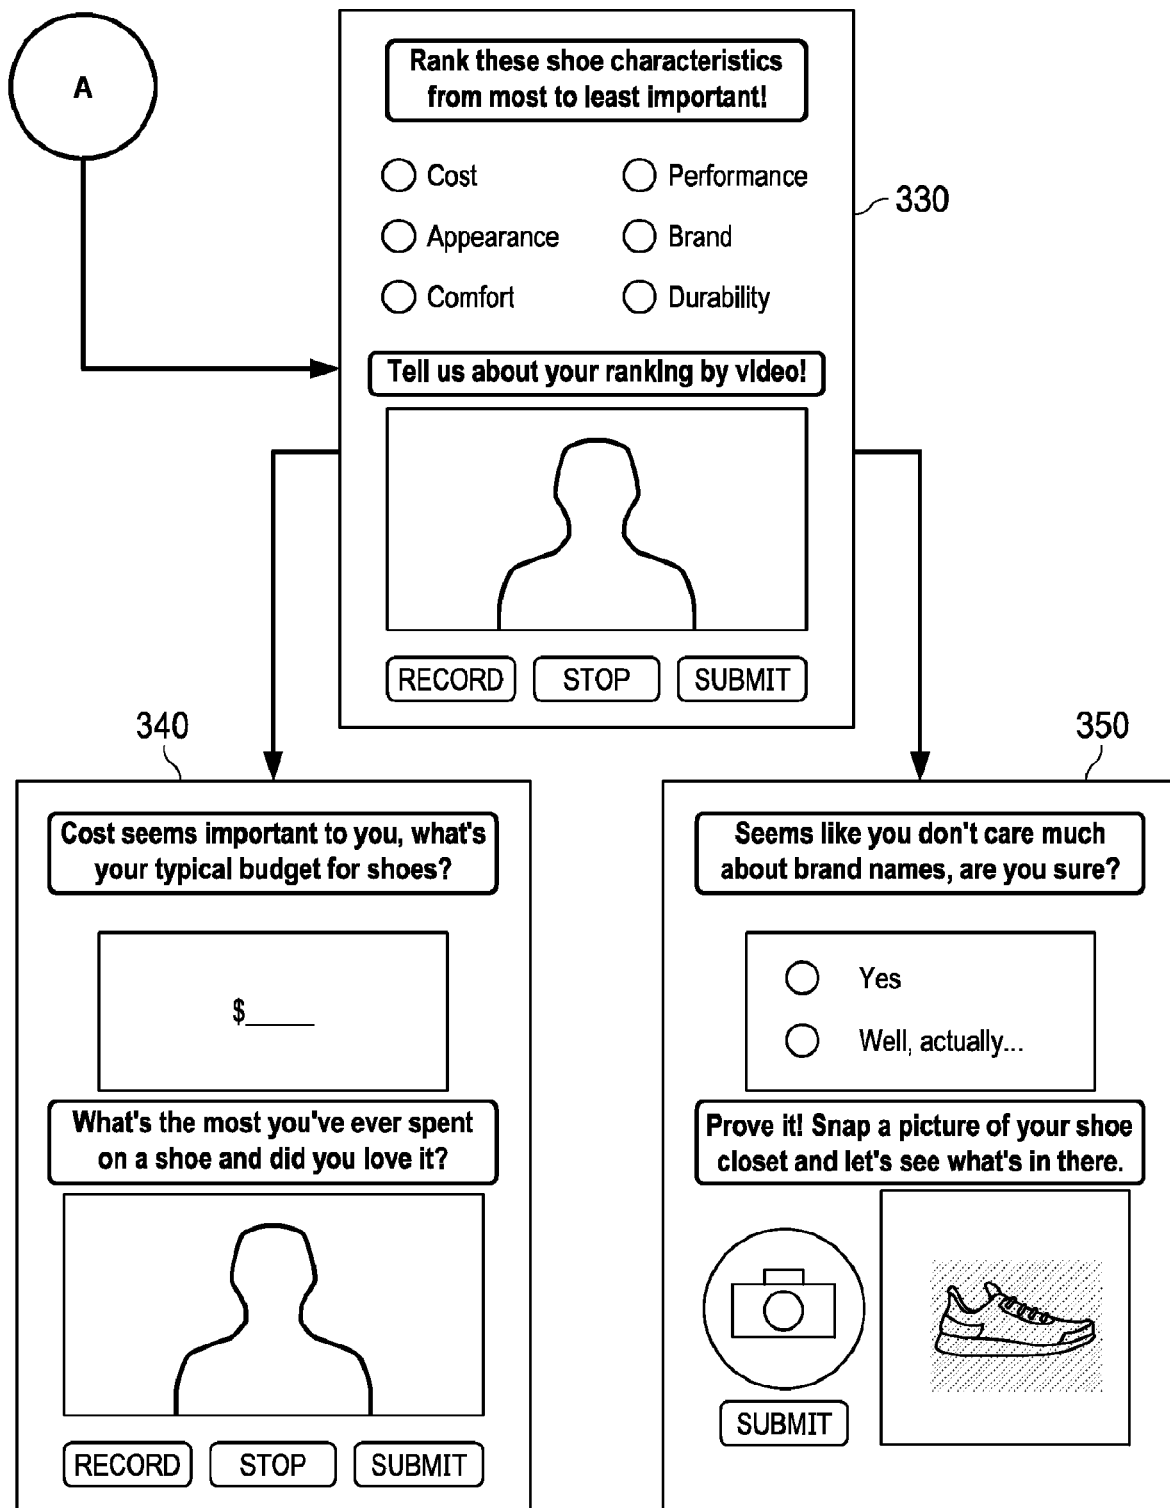 A
Rank these shoe characteristics
from most to least important!
Cost
Performance
330
Appearance
Brand
Comfort
Durability
Tell us about your ranking by video!
RECORD
STOP
SUBMIT
340
Cost seems important to you, what's
your typical budget for shoes?
$_____
What's the most you've ever spent
on a shoe and did you love it?
RECORD
STOP
SUBMIT
350
Seems like you don't care much
about brand names, are you sure?
Yes
Well, actually...
Prove it! Snap a picture of your shoe
closet and let's see what's in there.
SUBMIT